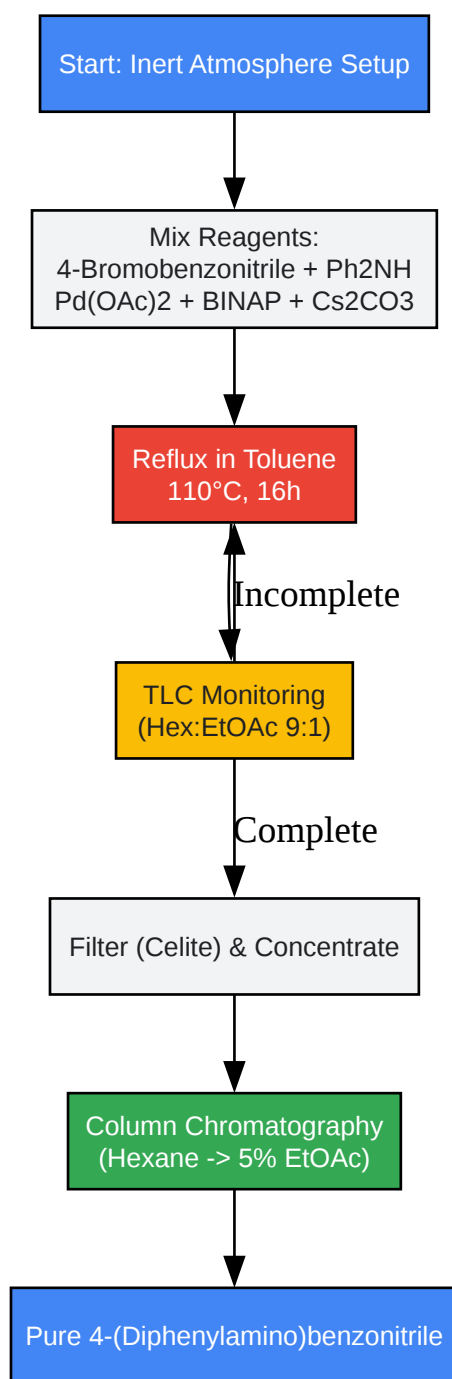 Start: Inert Atmosphere Setup
Mix Reagents:
4-Bromobenzonitrile + Ph2NH
Pd(OAc)2 + BINAP + Cs2CO3
Reflux in Toluene
110°C, 16h
Incomplete
TLC Monitoring
(Hex:EtOAc 9:1)
Complete
Filter (Celite) & Concentrate
Column Chromatography
(Hexane -> 5% EtOAc)
Pure 4-(Diphenylamino)benzonitrile